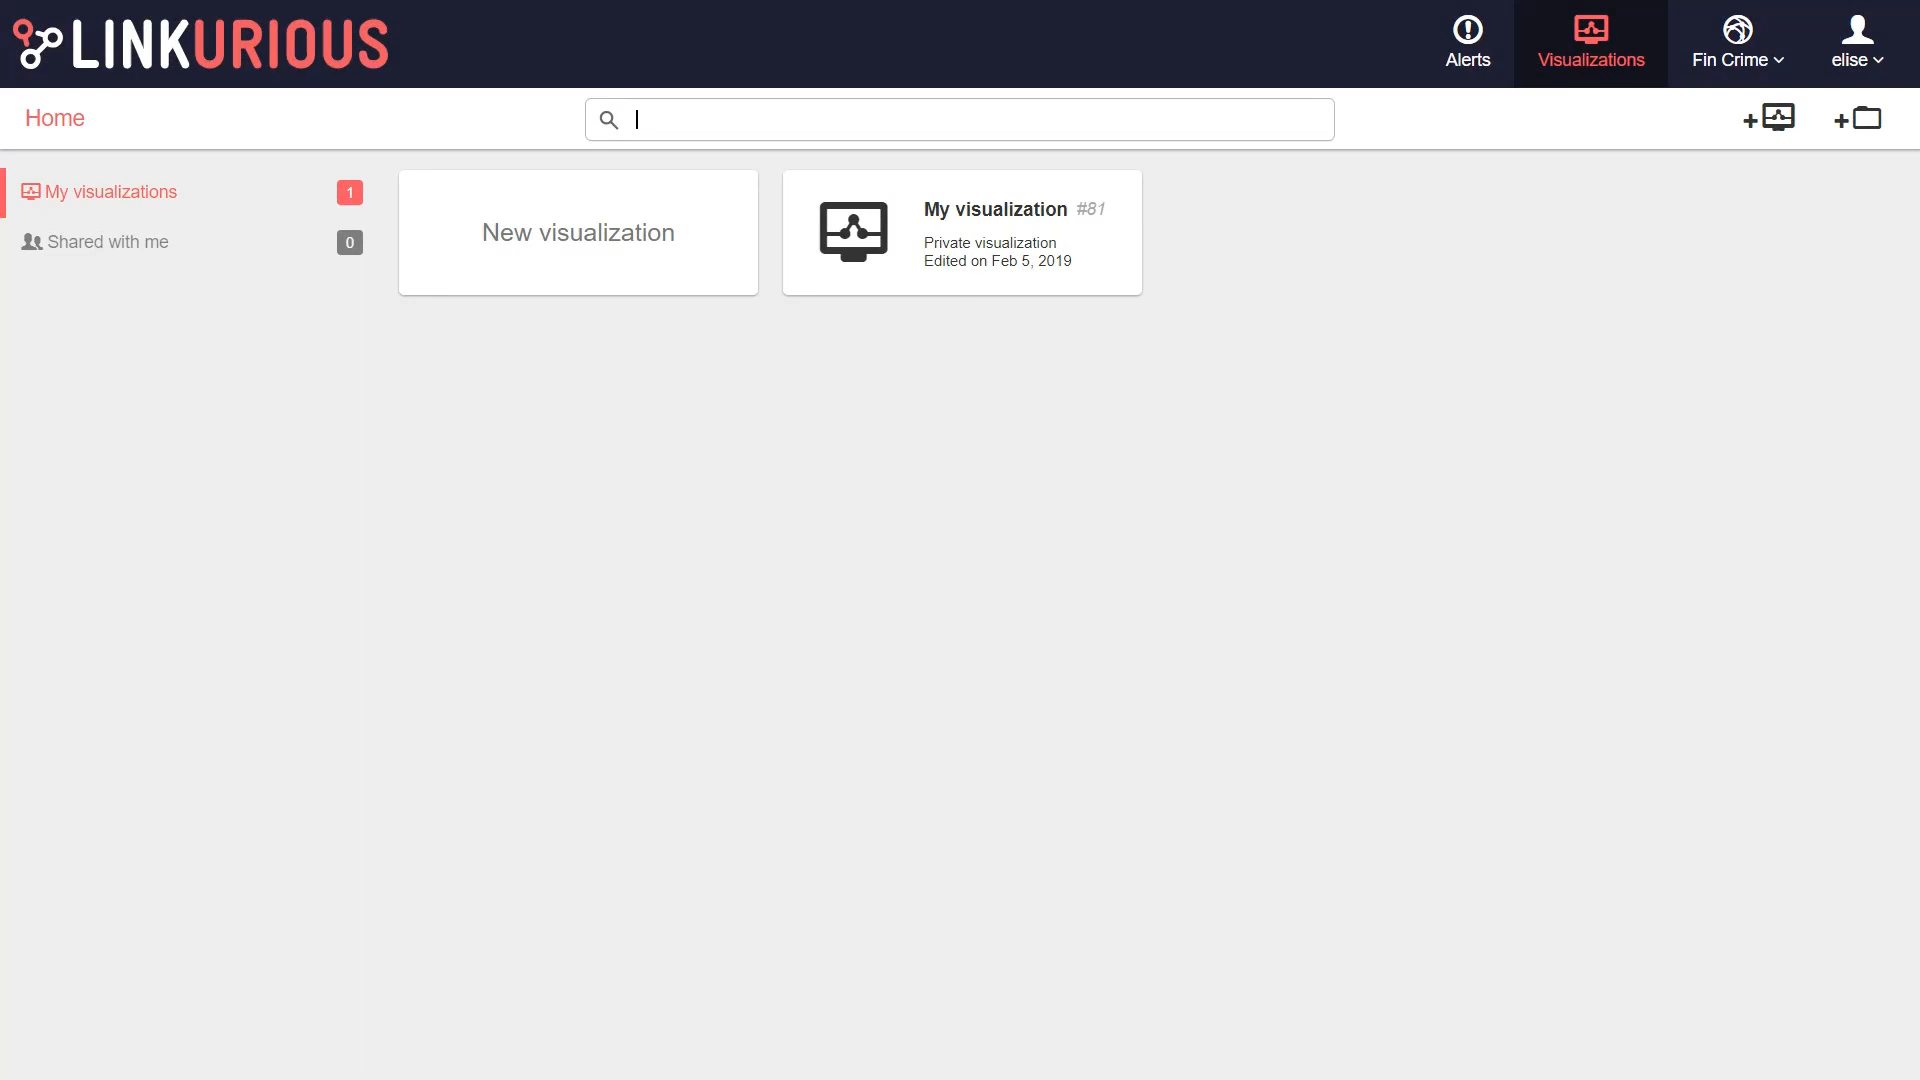 LINKURIOUS
Alerts
Visualizations
Fin Crime
elise
Home
My visualizations
1
Shared with me
0
New visualization
My visualization #81
Private visualization
Edited on Feb 5, 2019